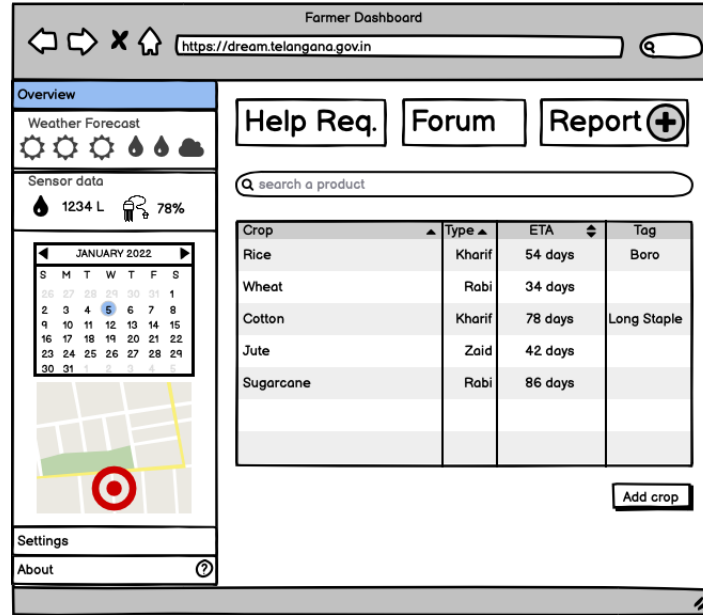 Farmer Dashboard
https://dream.telangana.gov.in
Overview
Weather Forecast
Sensor data
1234 L 78%
JANUARY 2022
S M T W T F S
26 27 28 29 30 31 1
2 3 4 5 6 7 8
9 10 11 12 13 14 15
16 17 18 19 20 21 22
23 24 25 26 27 28 29
30 31 1 2 3 4 5
Settings
About ?
Help Req. Forum Report +
search a product
Crop Type ETA Tag
Rice Kharif 54 days Boro
Wheat Rabi 34 days
Cotton Kharif 78 days Long Staple
Jute Zaid 42 days
Sugarcane Rabi 86 days
Add crop